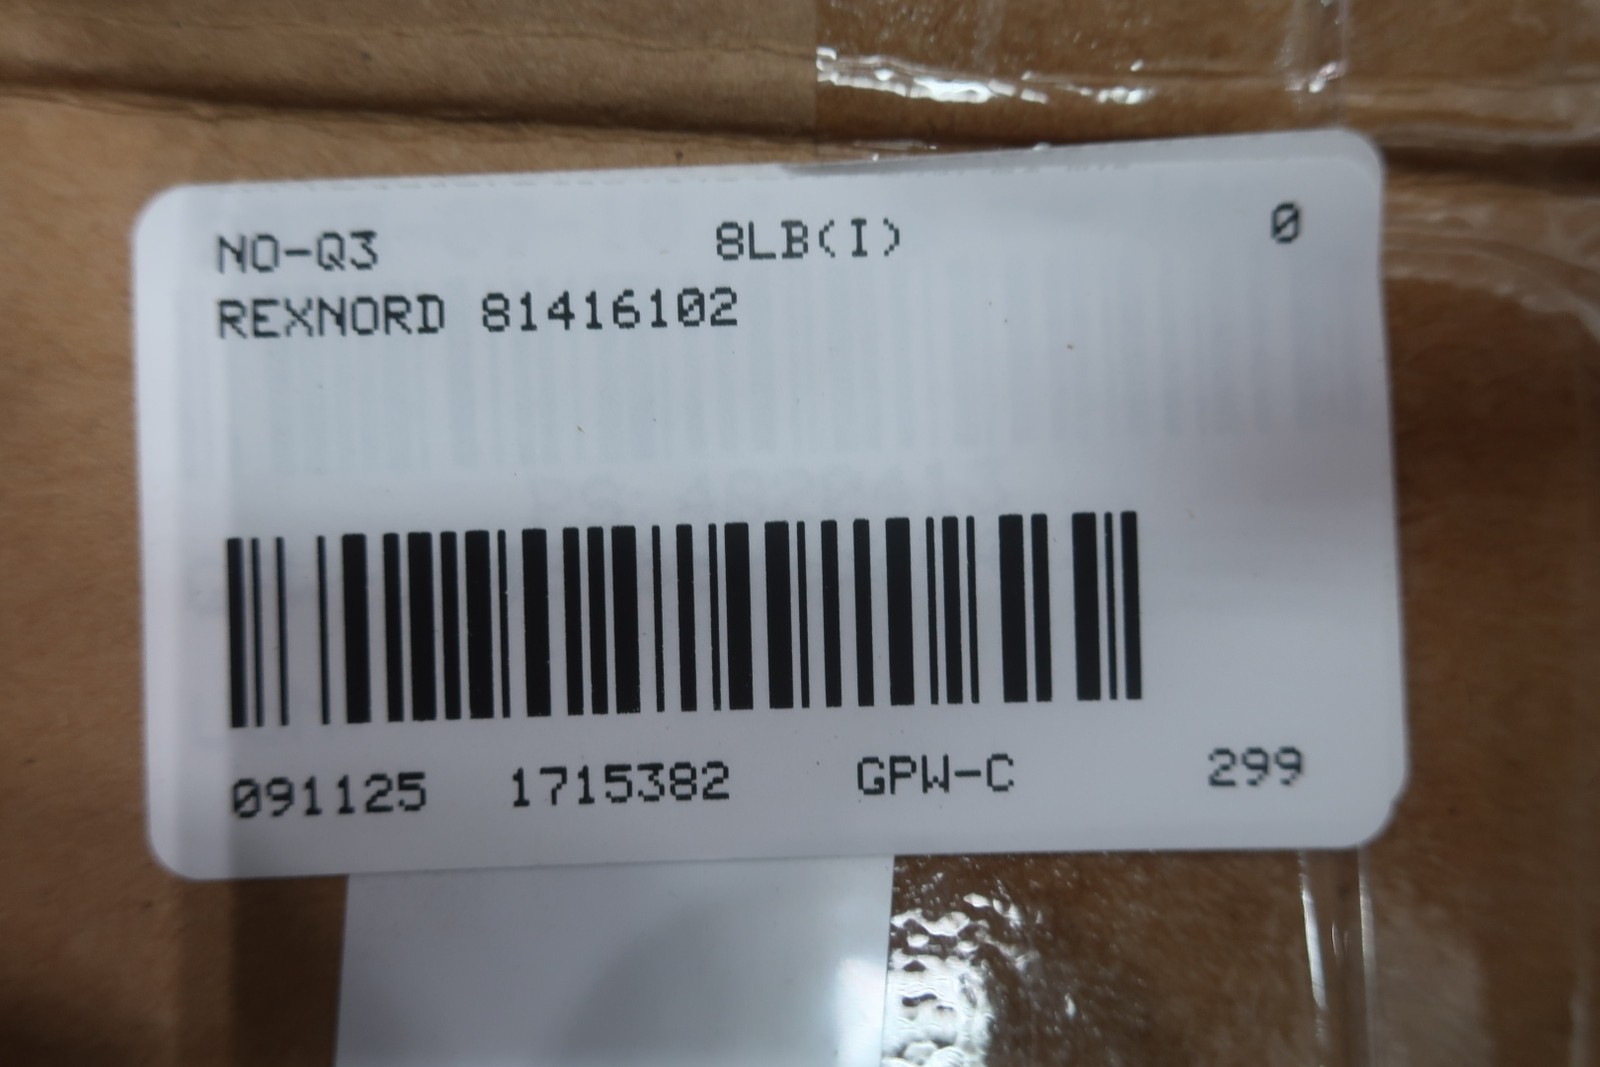 NO-Q3 8LB(I) 0
REXNORD 81416102
091125 1715382 GPW-C 299